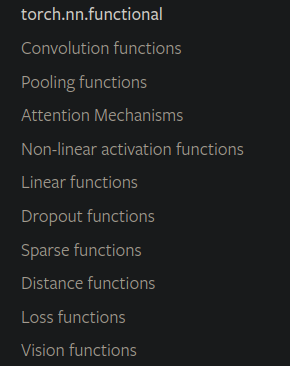 torch.nn.functional
Convolution functions
Pooling functions
Attention Mechanisms
Non-linear activation functions
Linear functions
Dropout functions
Sparse functions
Distance functions
Loss functions
Vision functions